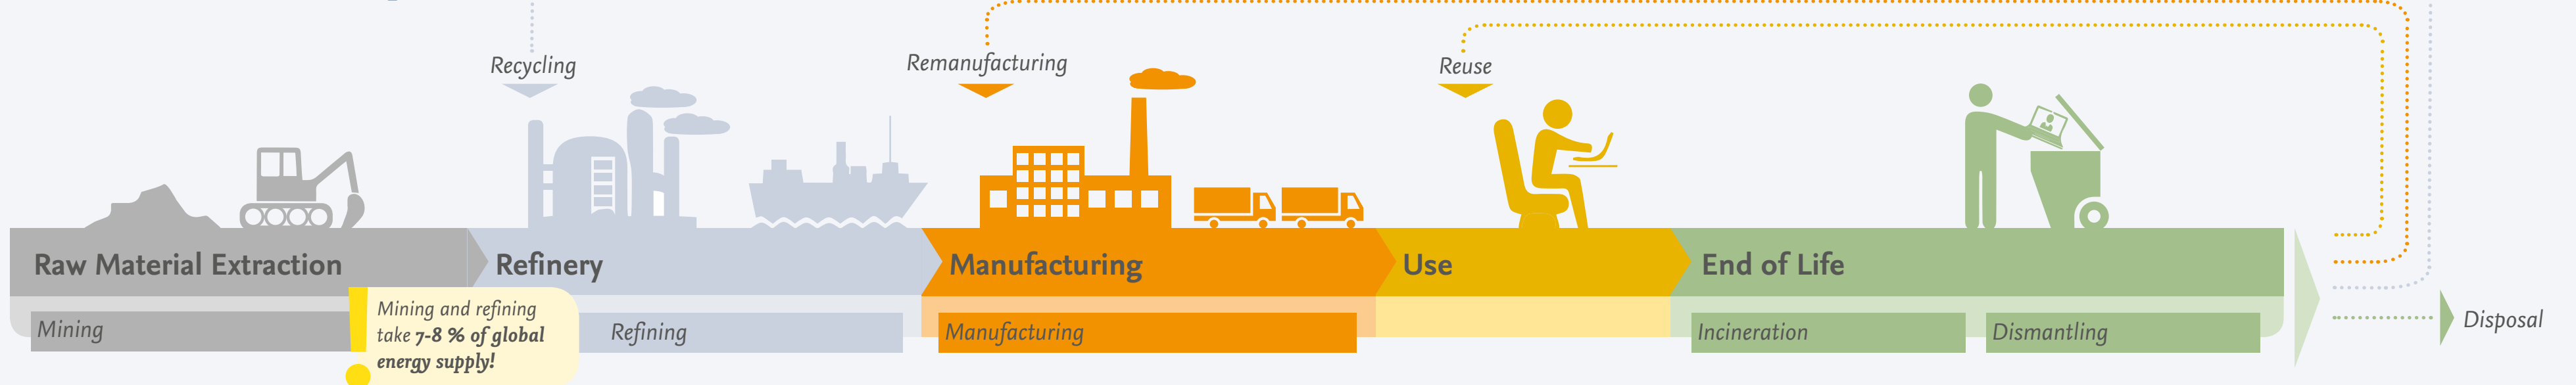 Recycling
Remanufacturing
Reuse
Raw Material Extraction
Refinery
Manufacturing
Use
End of Life
Mining
Mining and refining
take 7-8 % of global
energy supply!
Refining
Manufacturing
Incineration
Dismantling
Disposal